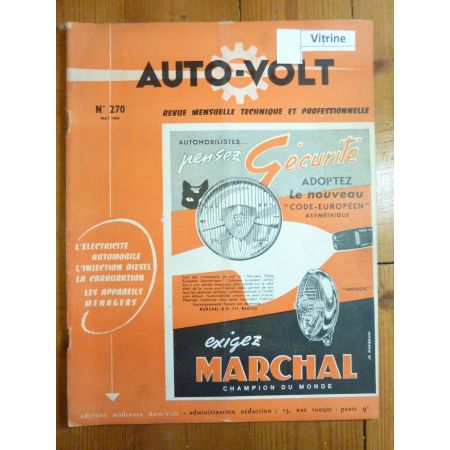 Vitrine
AUTO-VOLT
N° 270
REVUE MENSUELLE TECHNIQUE ET PROFESSIONNELLE
AUTOMOBILISTES...
pensez Sécurité
ADOPTEZ
Le nouveau
"CODE-EUROPÉEN"
ASYMÉTRIQUE
L'ÉLECTRICITÉ
AUTOMOBILE
L'INJECTION DIESEL
LA CARBURATION
LES APPAREILS
MÉNAGERS
"FANTASTIC"
exigez
MARCHAL
CHAMPION DU MONDE
Éditions modernes Auto-Volt - Administration Rédaction : 73, rue Turgot - Paris 9e